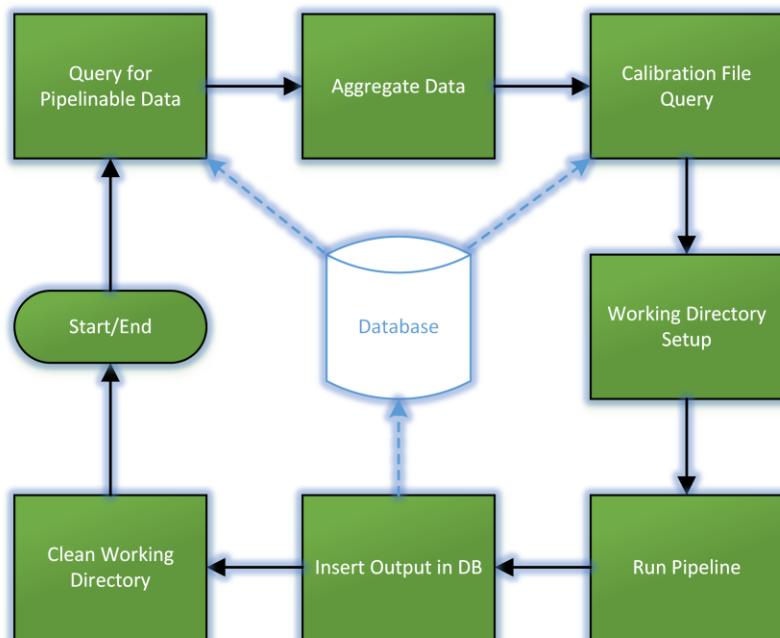 Query for
Pipelinable Data
Aggregate Data
Calibration File
Query
Start/End
Database
Working Directory
Setup
Clean Working
Directory
Insert Output in DB
Run Pipeline